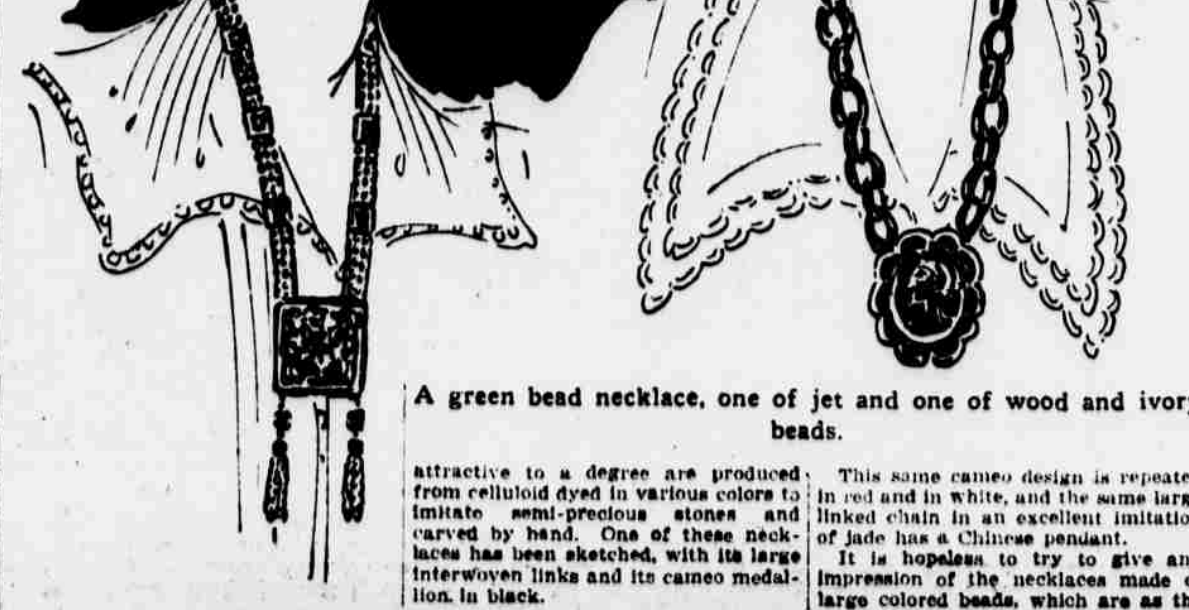 A green bead necklace, one of jet and one of wood and ivor
beads.
attractive to a degree are produced
from celluloid dyed in various colors to
imitate semi-precious stones and
carved by hand. One of these neck-
laces has been sketched, with its large
interwoven links and its cameo medal-
lion in black.
This same cameo design is repeate
in red and in white, and the same larg
linked chain in an excellent imitatio
of jade has a Chinese pendant.
It is hopeless to try to give an
impression of the necklaces made
large colored beads, which are as th